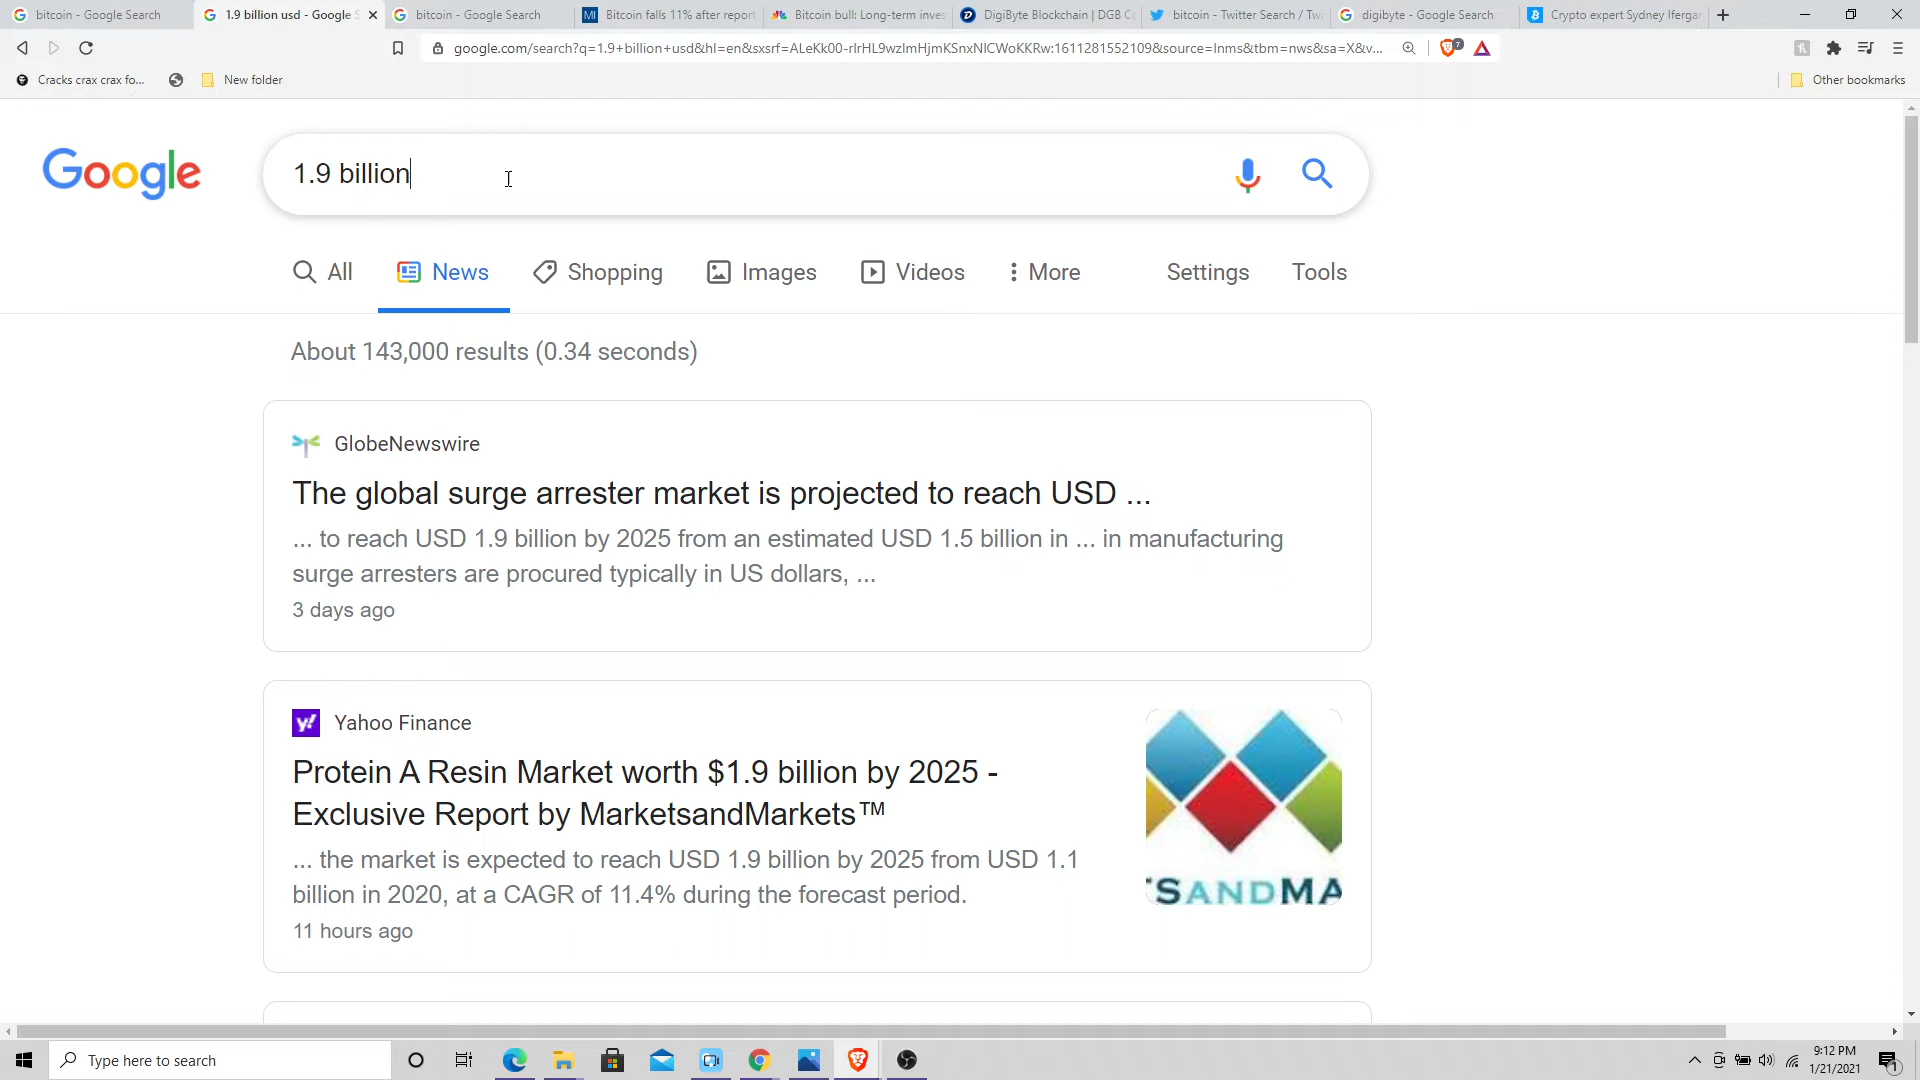 bitcoin - Google Search
1.9 billion usd - Google S
bitcoin - Google Search
Bitcoin falls 11% after report
Bitcoin bull: Long-term inves
DigiByte Blockchain | DGB C
bitcoin - Twitter Search / Tw
digibyte - Google Search
Crypto expert Sydney Ifergan
google.com/search?q=1.9+billion+usd&hl=en&sxsrf=ALeKk00-rIrHL9wzlmHjmKSnxNlCWoKKRw:1611281552109&source=lnms&tbm=nws&sa=X&v...
7
Cracks crax crax fo...
New folder
Other bookmarks
Google
1.9 billion
All
News
Shopping
Images
Videos
More
Settings
Tools
About 143,000 results (0.34 seconds)
GlobeNewswire
The global surge arrester market is projected to reach USD ...
... to reach USD 1.9 billion by 2025 from an estimated USD 1.5 billion in ... in manufacturing
surge arresters are procured typically in US dollars, ...
3 days ago
y!
Yahoo Finance
Protein A Resin Market worth $1.9 billion by 2025 -
Exclusive Report by MarketsandMarkets™
... the market is expected to reach USD 1.9 billion by 2025 from USD 1.1
billion in 2020, at a CAGR of 11.4% during the forecast period.
11 hours ago
TSANDMA
Type here to search
9:12 PM
1/21/2021
1